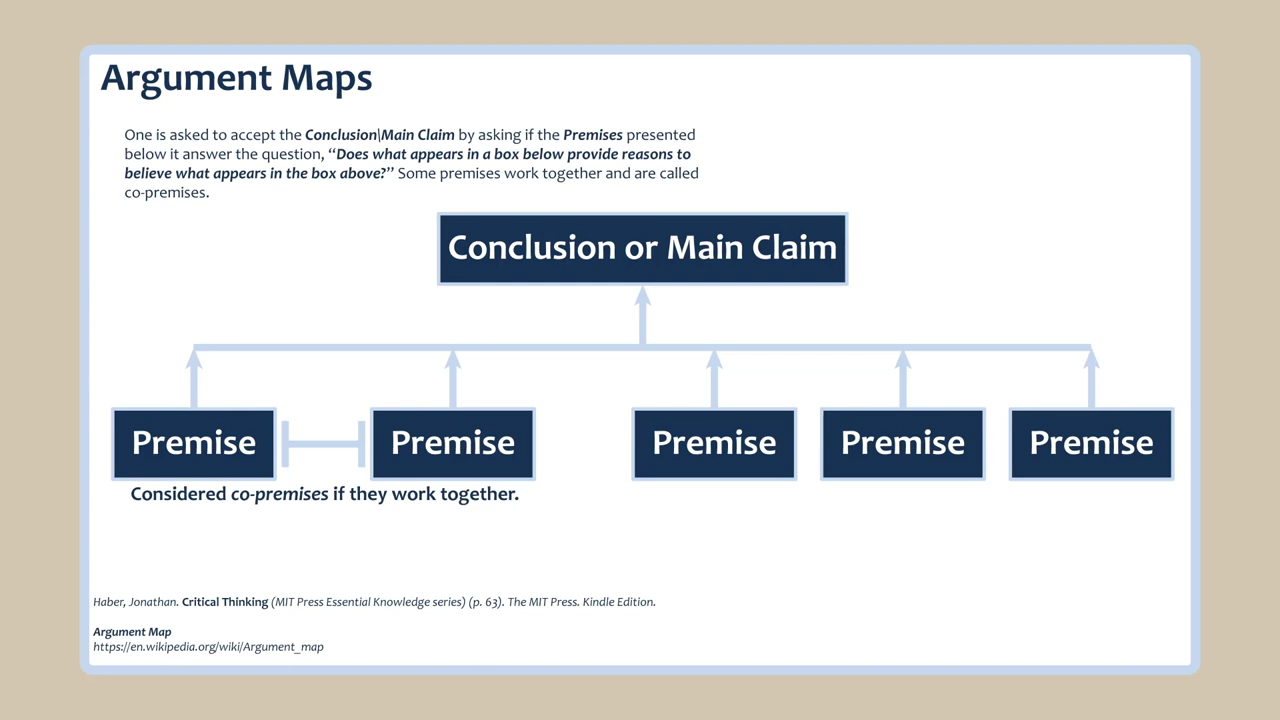 Argument Maps
One is asked to accept the Conclusion\Main Claim by asking if the Premises presented
below it answer the question, “Does what appears in a box below provide reasons to
believe what appears in the box above?” Some premises work together and are called
co-premises.
Conclusion or Main Claim
Premise Premise Premise Premise Premise
Considered co-premises if they work together.
Haber, Jonathan. Critical Thinking (MIT Press Essential Knowledge series) (p. 63). The MIT Press. Kindle Edition.
Argument Map
https://en.wikipedia.org/wiki/Argument_map